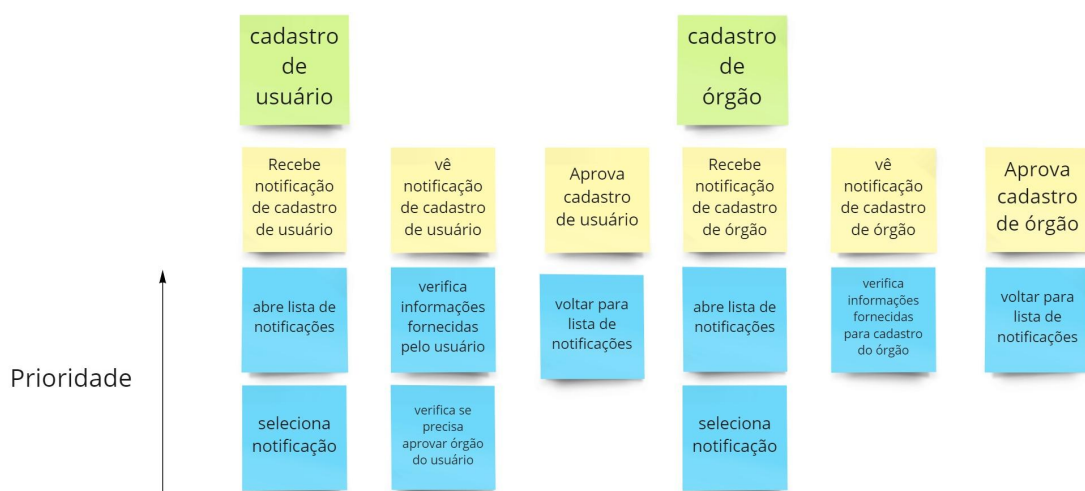 cadastro
de
usuário
cadastro
de
órgão
Recebe
notificação
de cadastro
de usuário
vê
notificação
de cadastro
de usuário
Aprova
cadastro
de usuário
Recebe
notificação
de cadastro
de órgão
vê
notificação
de cadastro
de órgão
Aprova
cadastro
de órgão
abre lista de
notificações
verifica
informações
fornecidas
pelo usuário
voltar para
lista de
notificações
abre lista de
notificações
verifica
informações
fornecidas
para cadastro
do órgão
voltar para
lista de
notificações
Prioridade
seleciona
notificação
verifica se
precisa
aprovar órgão
do usuário
seleciona
notificação